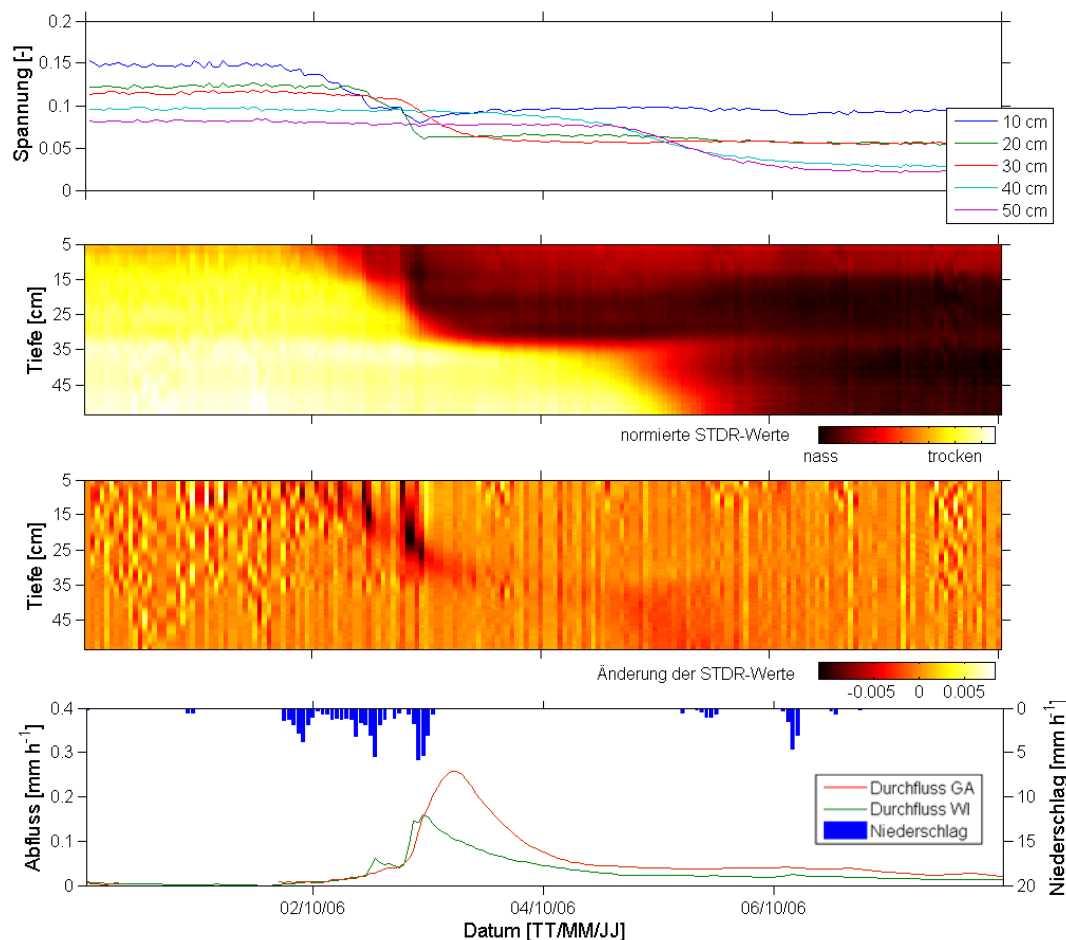 Spannung [-]
0.2
0.15
0.1
0.05
0
10 cm
20 cm
30 cm
40 cm
50 cm
Tiefe [cm]
5
15
25
35
45
normierte STDR-Werte
nass
trocken
Tiefe [cm]
5
15
25
35
45
Änderung der STDR-Werte
-0.005
0
0.005
Abfluss [mm h-1]
0.4
0.3
0.2
0.1
0
Durchfluss GA
Durchfluss WI
Niederschlag
0
5
10
15
20
Niederschlag [mm h-1]
02/10/06
04/10/06
06/10/06
Datum [TT/MM/JJ]